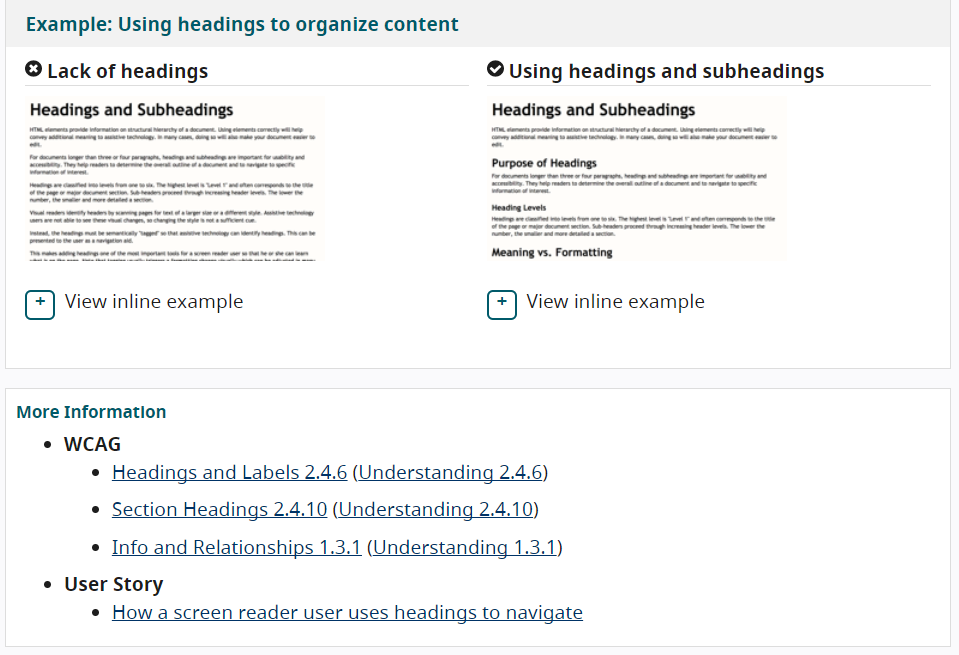 Example: Using headings to organize content
Lack of headings
Headings and Subheadings
HTML elements provide information on structural hierarchy of a document. Using elements correctly will help
convey additional meaning to assistive technology. In many cases, doing so will also make your document easier to
edit.
For documents longer than three or four paragraphs, headings and subheadings are important for usability and
accessibility. They help readers to determine the overall outline of a document and to navigate to specific
information of interest.
Headings are classified into levels from one to six. The highest level is "Level 1" and often corresponds to the title
of the page or major document section. Sub-headers proceed through increasing header levels. The lower the
number, the smaller and more detailed a section.
Visual readers identify headers by scanning pages for text of a larger size or a different style. Assistive technology
users are not able to see these visual changes, so changing the style is not a sufficient cue.
Instead, the headings must be semantically "tagged" so that assistive technology can identify headings. This can be
presented to the user as a navigation aid.
This makes adding headings one of the most important tools for a screen reader user so that he or she can learn
View inline example
Using headings and subheadings
Headings and Subheadings
HTML elements provide information on structural hierarchy of a document. Using elements correctly will help
convey additional meaning to assistive technology. In many cases, doing so will also make your document easier to
edit.
Purpose of Headings
For documents longer than three or four paragraphs, headings and subheadings are important for usability and
accessibility. They help readers to determine the overall outline of a document and to navigate to specific
information of interest.
Heading Levels
Headings are classified into levels from one to six. The highest level is "Level 1" and often corresponds to the title
of the page or major document section. Sub-headers proceed through increasing header levels. The lower the
number, the smaller and more detailed a section.
Meaning vs. Formatting
View inline example
More Information
WCAG
Headings and Labels 2.4.6 (Understanding 2.4.6)
Section Headings 2.4.10 (Understanding 2.4.10)
Info and Relationships 1.3.1 (Understanding 1.3.1)
User Story
How a screen reader user uses headings to navigate